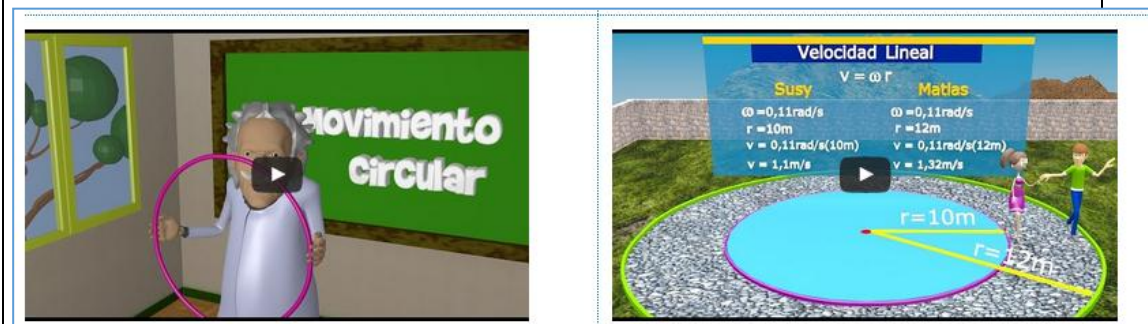 Movimiento
Circular
Velocidad Lineal
v = ω r
Susy
ω =0,11rad/s
r =10m
v = 0,11rad/s(10m)
v = 1,1m/s
Matias
ω =0,11rad/s
r =12m
v = 0,11rad/s(12m)
v = 1,32m/s
r=10m
r=12m